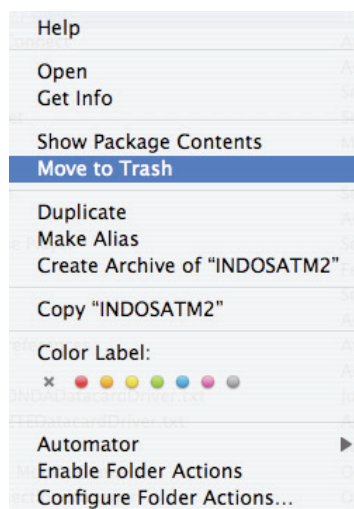 Help
Open
Get Info
Show Package Contents
Move to Trash
Duplicate
Make Alias
Create Archive of “INDOSATM2”
Copy “INDOSATM2”
Color Label:
Automator
Enable Folder Actions
Configure Folder Actions...